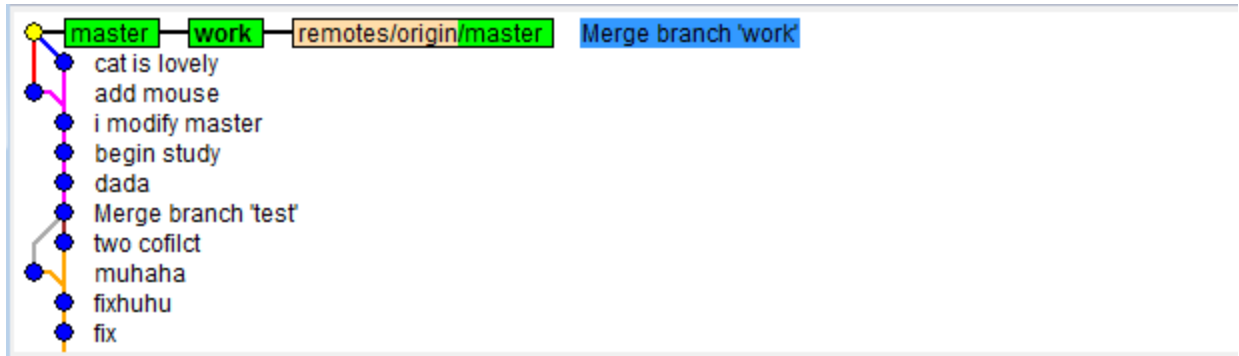 master work remotes/origin/master Merge branch 'work'
cat is lovely
add mouse
i modify master
begin study
dada
Merge branch 'test'
two cofilct
muhaha
fixhuhu
fix